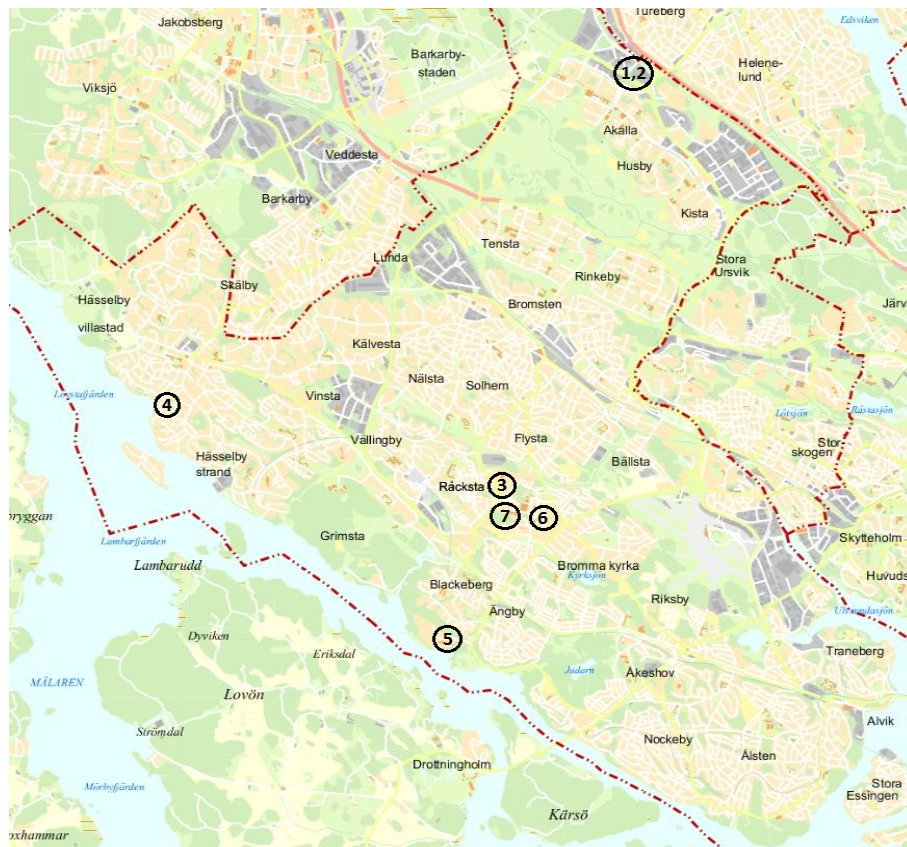 Jakobsberg
Tureberg
Edsviken
Barkarby-
staden
1,2
Helene-
lund
Viksjö
Akalla
Veddesta
Husby
Barkarby
Kista
Tensta
Lunda
Stora
Ursvik
Rinkeby
Skälby
Hässelby
villastad
Bromsten
Järv
Kälvesta
Nälsta
Solhem
Vinsta
4
Lötsjön
Råstasjön
Flysta
Vällingby
Stor-
skogen
Hässelby
strand
Bällsta
Råcksta
3
7
6
bryggan
Grimsta
Skytteholm
Lambarfjärden
Lambarudd
Bromma kyrka
Kyrksjön
Huvuds
Blackeberg
Riksby
Ängby
Ulvsundasjön
Dyviken
5
Eriksdal
Traneberg
Judarn
Åkeshov
MÄLAREN
Lovön
Alvik
Strömdal
Nockeby
Ålsten
Drottningholm
Mörbyfjärden
Stora
Essingen
Kärsö
oxhammar